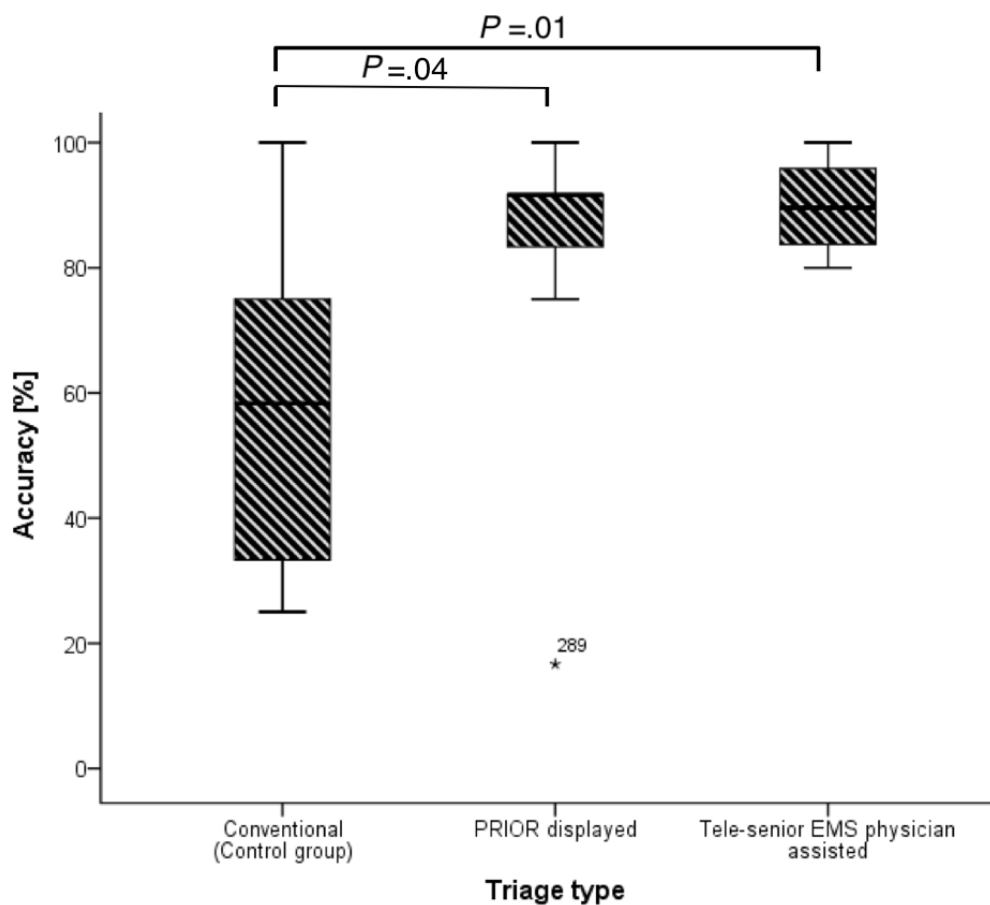 P =.01
P =.04
Accuracy [%]
100
80
60
40
20
0
289
Conventional
(Control group)
PRIOR displayed
Tele-senior EMS physician
assisted
Triage type